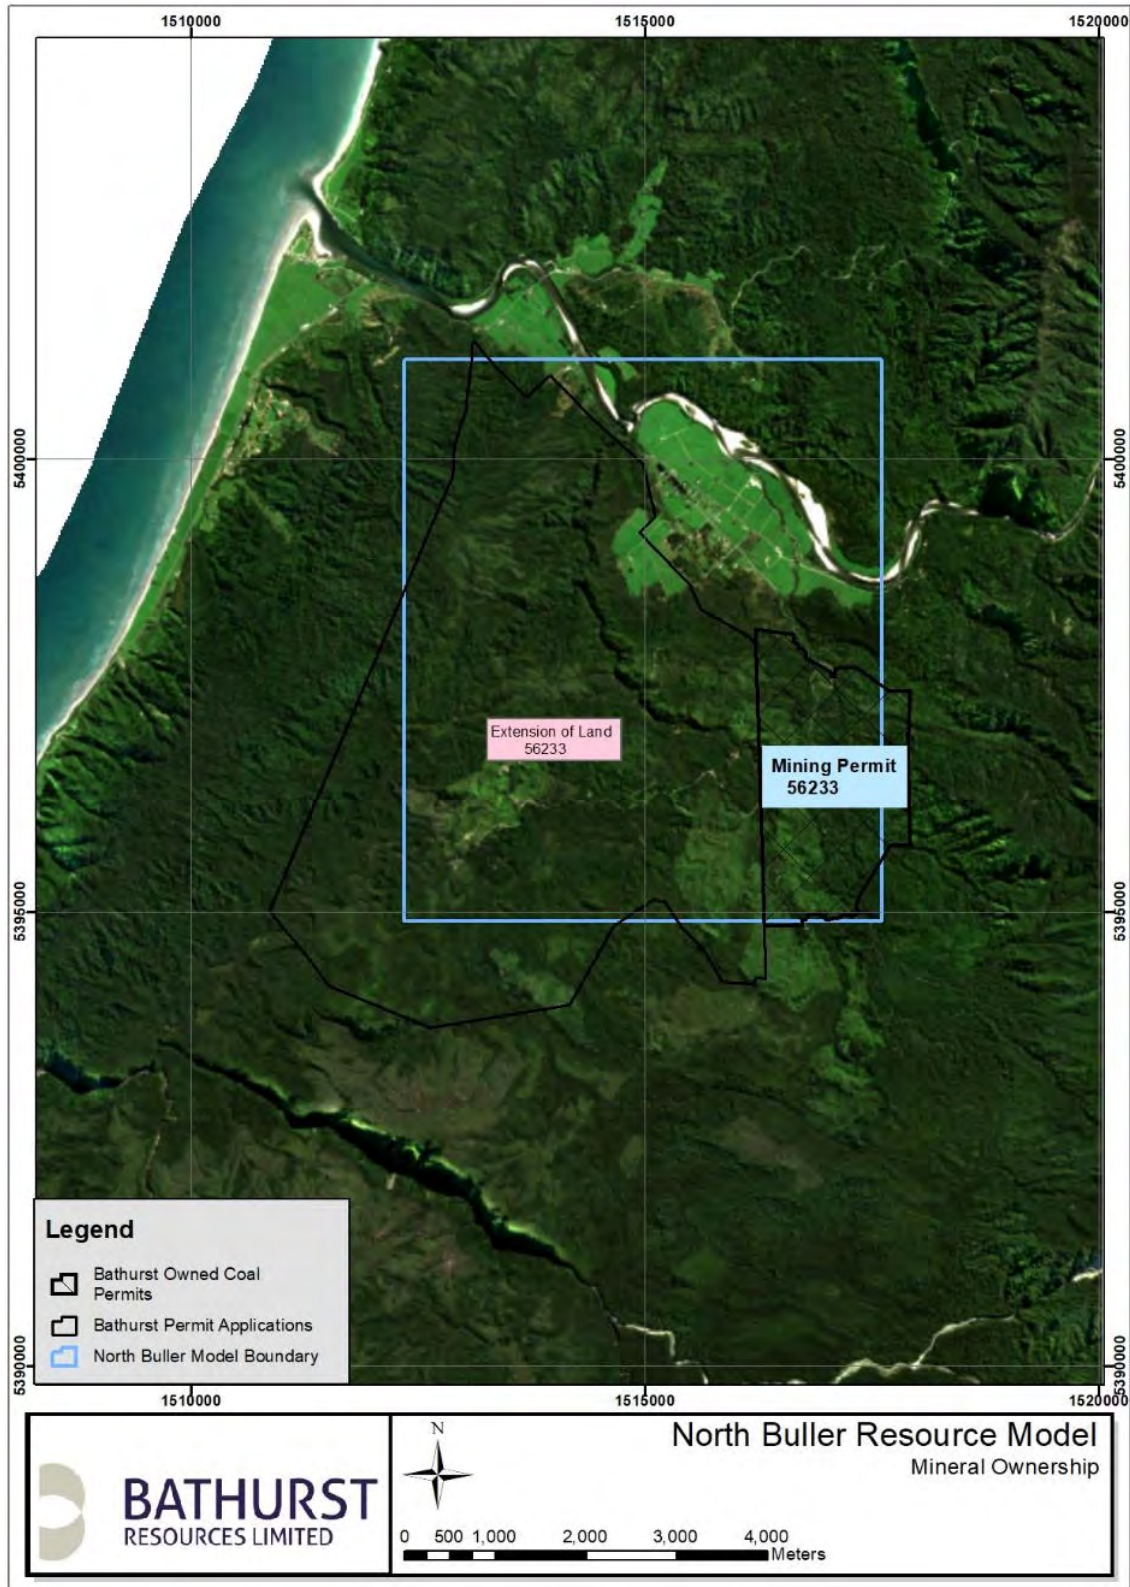 1510000
1515000
1520000
5400000
5400000
Extension of Land
56233
Mining Permit
56233
5395000
5395000
Legend
Bathurst Owned Coal
Permits
Bathurst Permit Applications
North Buller Model Boundary
5390000
5390000
1510000
1515000
1520000
BATHURST
RESOURCES LIMITED
N
0 500 1,000 2,000 3,000 4,000
Meters
North Buller Resource Model
Mineral Ownership